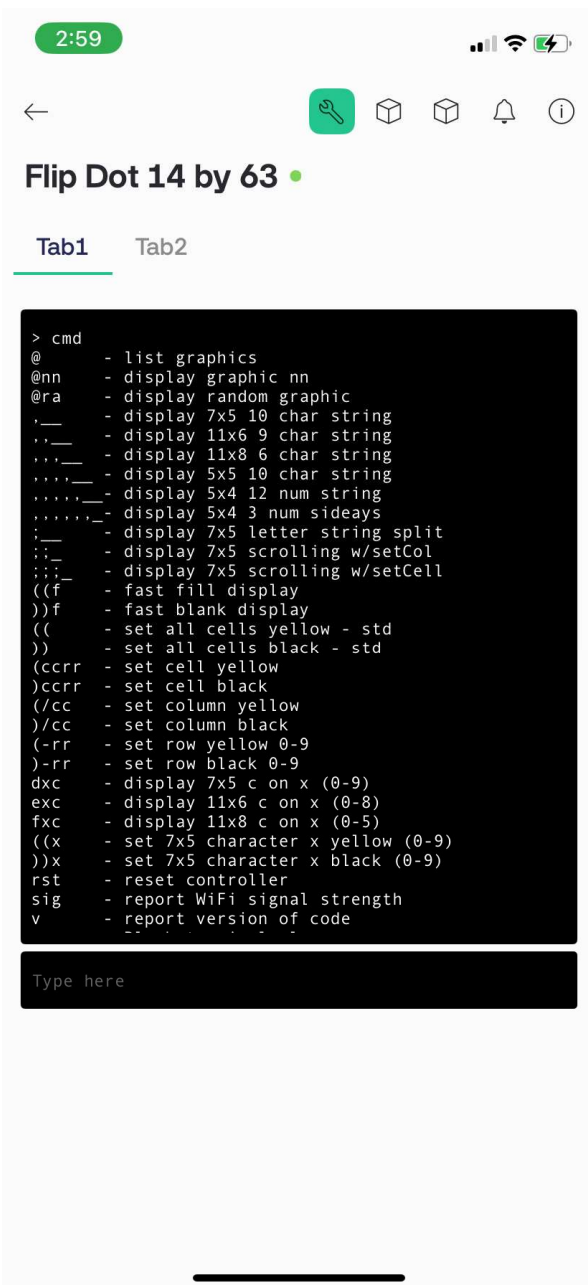 2:59
Flip Dot 14 by 63
Tab1 Tab2
> cmd
@ - list graphics
@nn - display graphic nn
@ra - display random graphic
,__ - display 7x5 10 char string
,,__ - display 11x6 9 char string
,,,__ - display 11x8 6 char string
,,,,__ - display 5x5 10 char string
,,,,,__- display 5x4 12 num string
,,,,,,_- display 5x4 3 num sideays
;__ - display 7x5 letter string split
;;_ - display 7x5 scrolling w/setCol
;;;_ - display 7x5 scrolling w/setCell
((f - fast fill display
))f - fast blank display
(( - set all cells yellow - std
)) - set all cells black - std
(ccrr - set cell yellow
)ccrr - set cell black
(/cc - set column yellow
)/cc - set column black
(-rr - set row yellow 0-9
)-rr - set row black 0-9
dxc - display 7x5 c on x (0-9)
exc - display 11x6 c on x (0-8)
fxc - display 11x8 c on x (0-5)
((x - set 7x5 character x yellow (0-9)
))x - set 7x5 character x black (0-9)
rst - reset controller
sig - report WiFi signal strength
v - report version of code
Type here